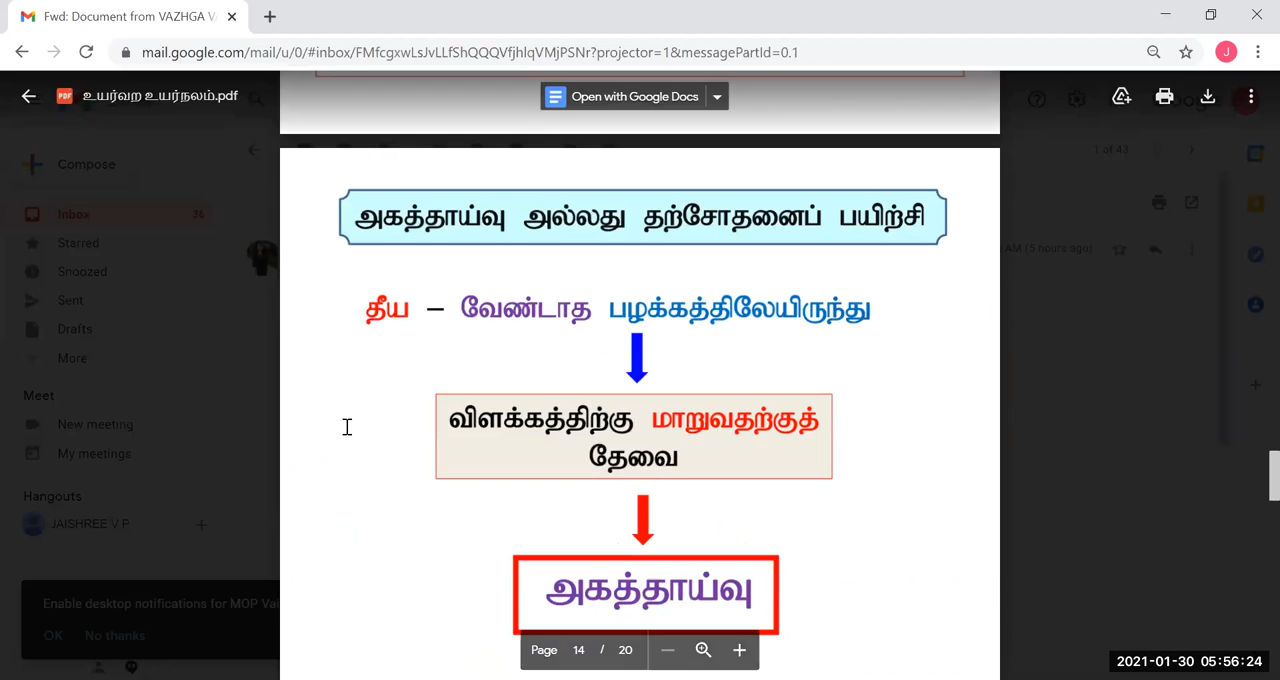 Fwd: Document from VAZHGA V
mail.google.com/mail/u/0/#inbox/FMfcgxwLsJvLLfShQQQVfjhlqVMjPSNr?projector=1&messagePartId=0.1
J
PDF உயர்வற உயர்நலம்.pdf
Open with Google Docs
Compose
1 of 43
Inbox 36
Starred
AM (5 hours ago)
Snoozed
Sent
Drafts
More
Meet
New meeting
My meetings
Hangouts
JAISHREE V P
Enable desktop notifications for MOP Vai
OK No thanks
அகத்தாய்வு அல்லது தற்சோதனைப் பயிற்சி
தீய – வேண்டாத பழக்கத்திலேயிருந்து
விளக்கத்திற்கு மாறுவதற்குத்
தேவை
அகத்தாய்வு
Page 14 / 20
2021-01-30 05:56:24